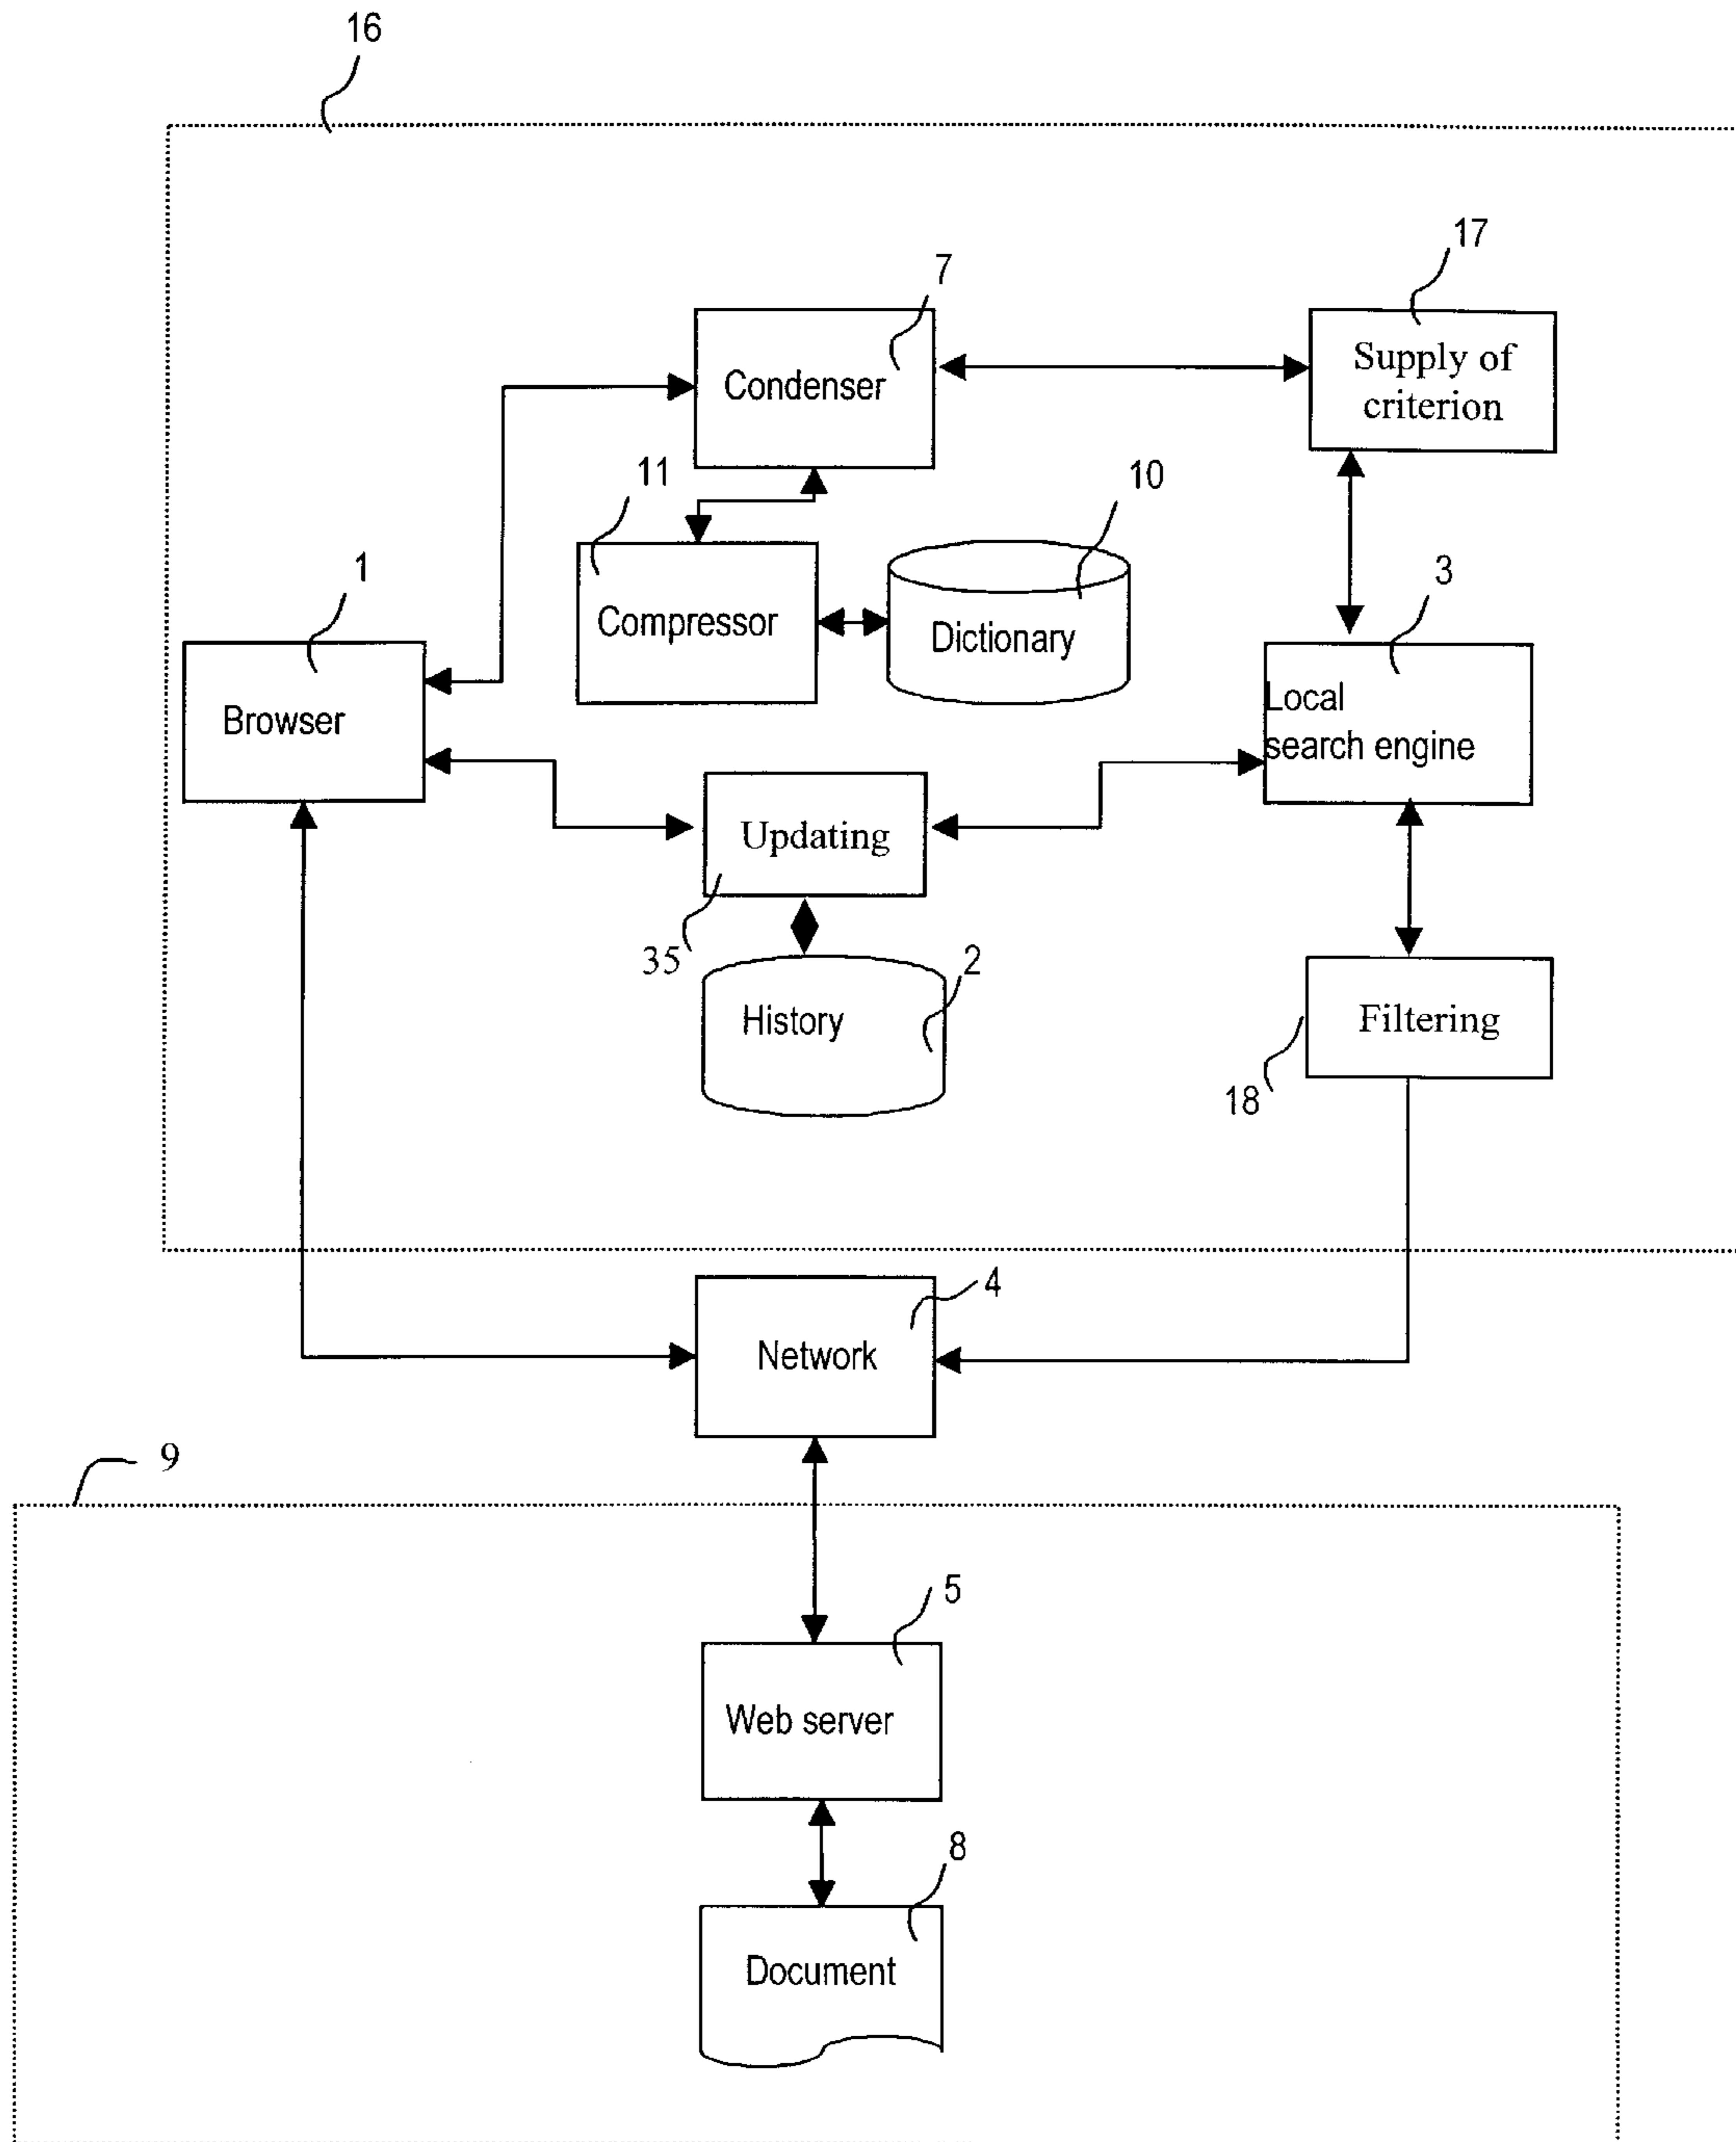 16
17
7
Supply of
criterion
Condenser
11
10
1
3
Compressor
Dictionary
Local
search engine
Browser
Updating
35
2
History
Filtering
18
4
Network
9
5
Web server
8
Document